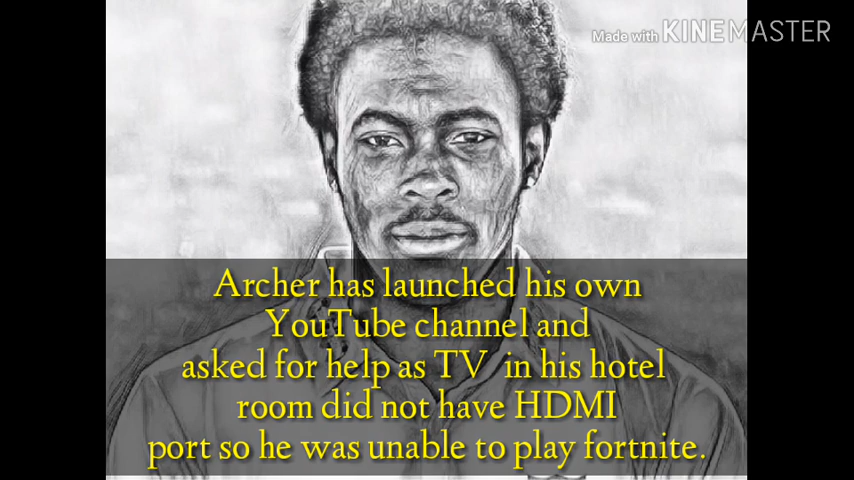 Made with KINEMASTER
Archer has launched his own
YouTube channel and
asked for help as TV in his hotel
room did not have HDMI
port so he was unable to play fortnite.